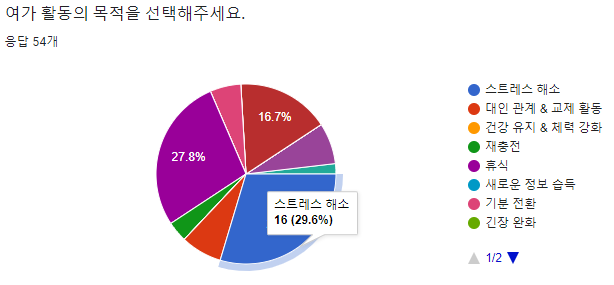 여가 활동의 목적을 선택해주세요.
응답 54개
16.7%
27.8%
스트레스 해소
16 (29.6%)
스트레스 해소
대인 관계 & 교제 활동
건강 유지 & 체력 강화
재충전
휴식
새로운 정보 습득
기분 전환
긴장 완화
1/2